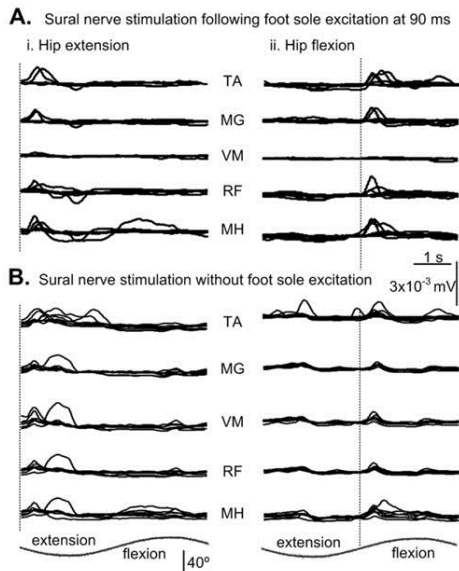 A. Sural nerve stimulation following foot sole excitation at 90 ms
i. Hip extension ii. Hip flexion
TA
MG
VM
RF
MH
1 s
3x10⁻³ mV
B. Sural nerve stimulation without foot sole excitation
TA
MG
VM
RF
MH
extension flexion 40º extension flexion